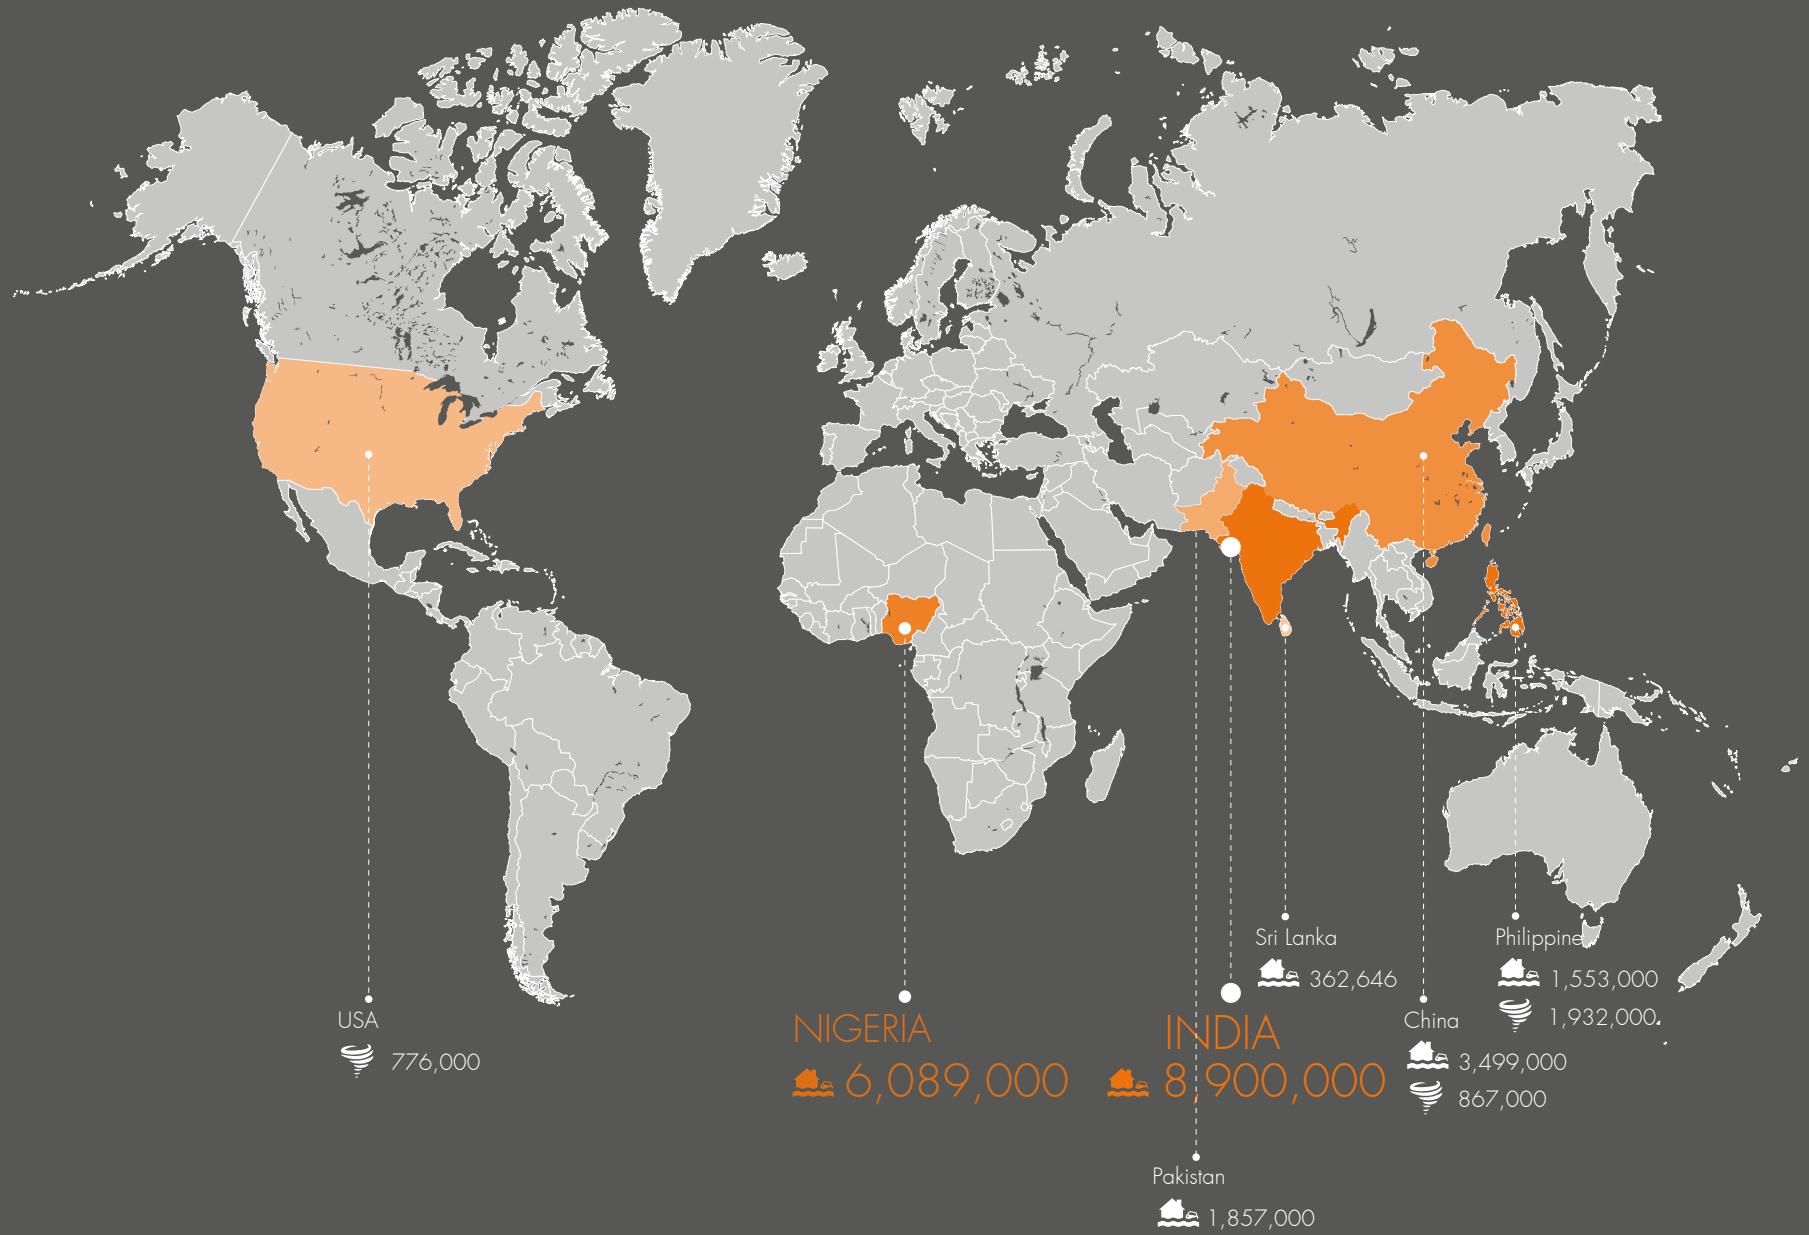 Sri Lanka
362,646
Philippine
1,553,000
1,932,000
USA
776,000
NIGERIA
6,089,000
INDIA
8,900,000
China
3,499,000
867,000
Pakistan
1,857,000